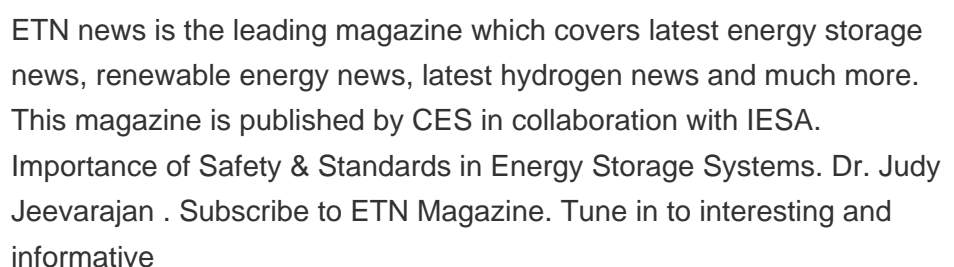 ETN news is the leading magazine which covers latest energy storage
news, renewable energy news, latest hydrogen news and much more.
This magazine is published by CES in collaboration with IESA.
Importance of Safety & Standards in Energy Storage Systems. Dr. Judy
Jeevarajan . Subscribe to ETN Magazine. Tune in to interesting and
informative